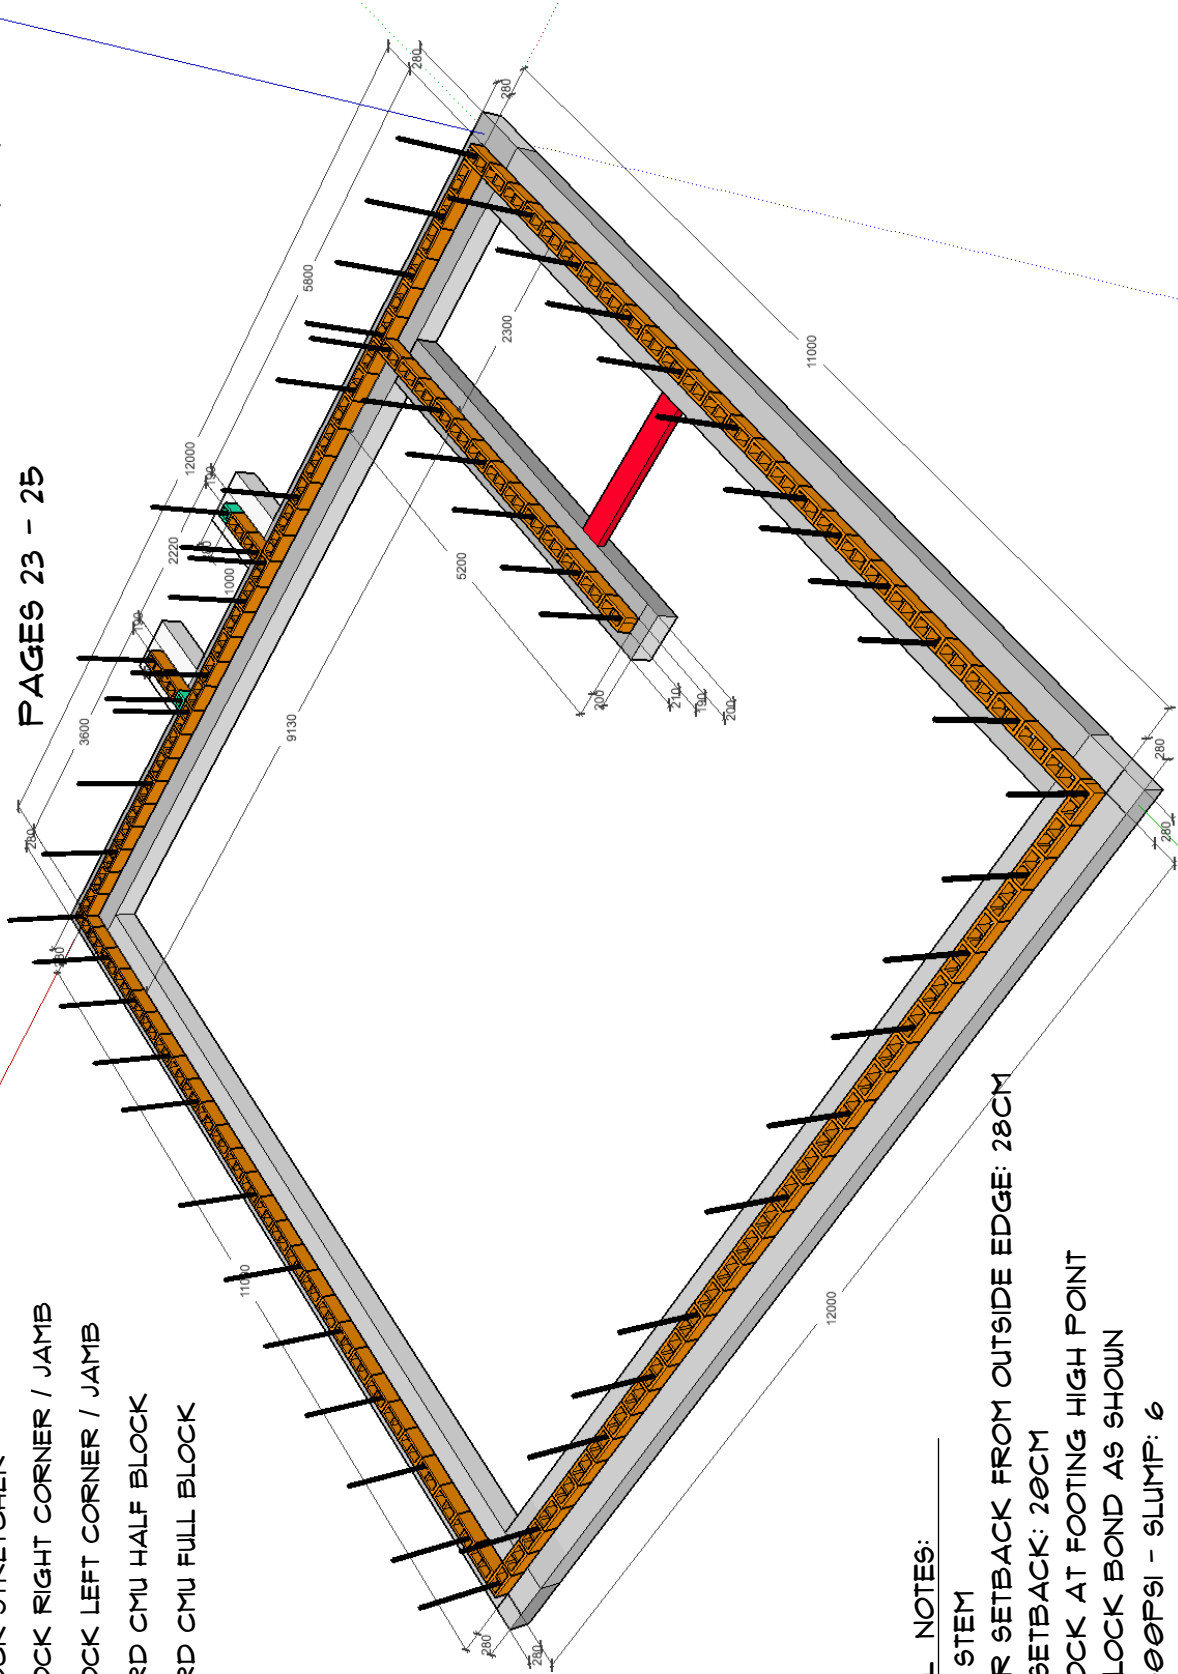 PAGES 23 - 25
OCK RIGHT CORNER / JAMB
OCK LEFT CORNER / JAMB
RD CMU HALF BLOCK
RD CMU FULL BLOCK
L NOTES:
STEM
R SETBACK FROM OUTSIDE EDGE: 28CM
SETBACK: 20CM
OCK AT FOOTING HIGH POINT
LOCK BOND AS SHOWN
00PSI - SLUMP: 6
280
280
12000
5800
190
2220
1000
190
3600
280
9130
5200
2300
11000
200
210
190
200
280
280
11000
12000
280
280